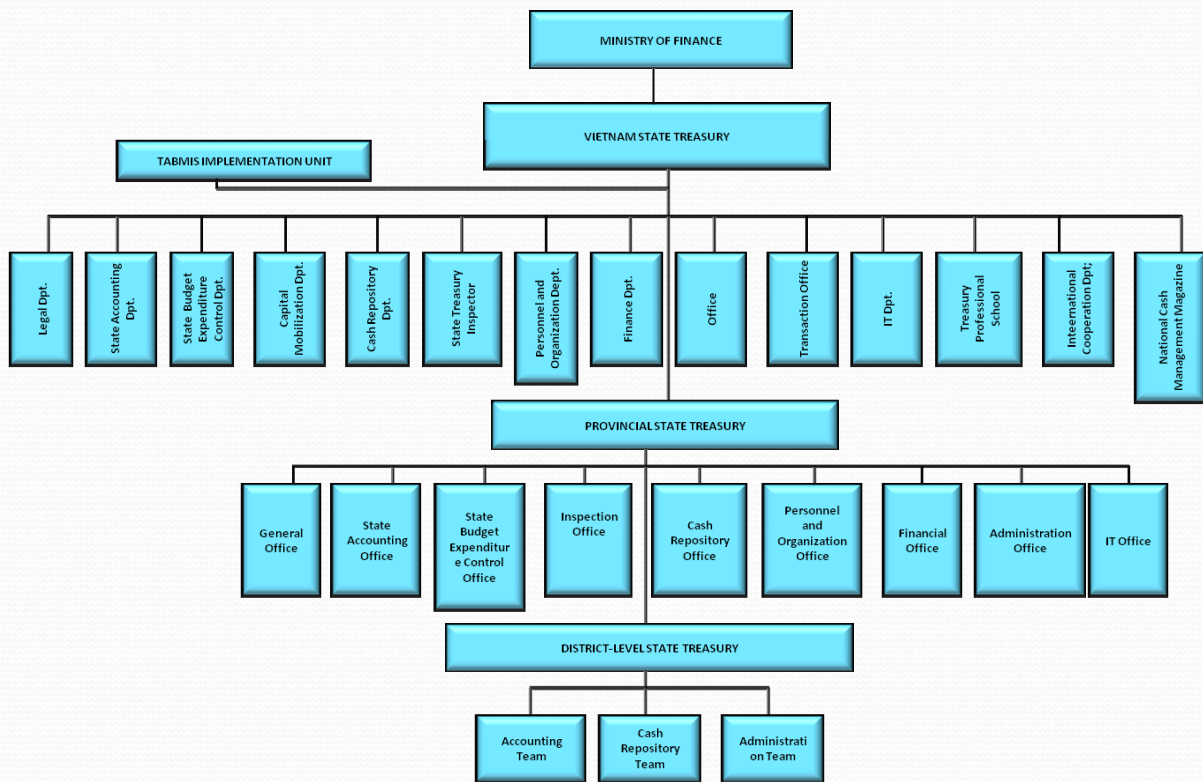 MINISTRY OF FINANCE
VIETNAM STATE TREASURY
TABMIS IMPLEMENTATION UNIT
Legal Dpt.
State Accounting
Dpt.
State Budget
Expenditure
Control Dpt.
Capital
Mobilization Dpt.
Cash Repository
Dpt.
State Treasury
Inspector
Personnel and
Organization Dept.
Finance Dpt.
Office
Transaction Office
IT Dpt.
Treasury
Professional
School
Inteernational
Cooperation Dpt;
National Cash
Management Magazine
PROVINCIAL STATE TREASURY
General
Office
State
Accounting
Office
State
Budget
Expenditur
e Control
Office
Inspection
Office
Cash
Repository
Office
Personnel
and
Organization
Office
Financial
Office
Administration
Office
IT Office
DISTRICT-LEVEL STATE TREASURY
Accounting
Team
Cash
Repository
Team
Administrati
on Team